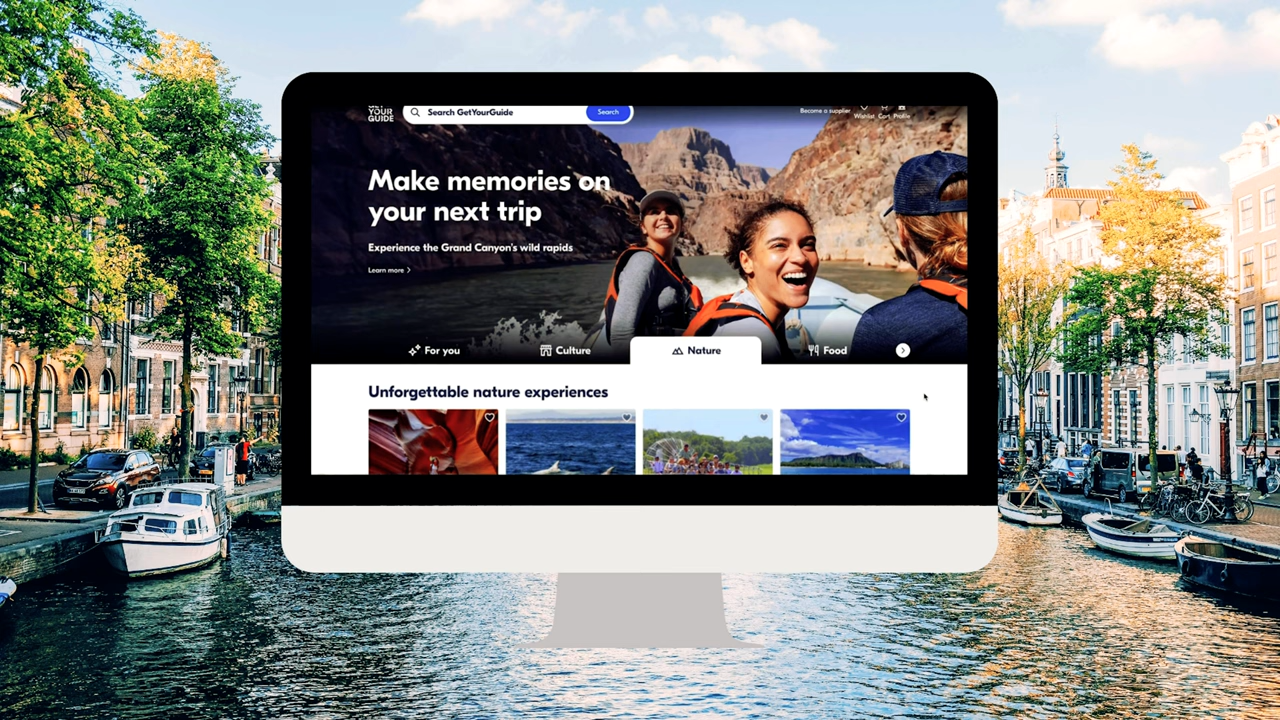 YOUR
GUIDE
Search GetYourGuide
Search
Become a supplier
Wishlist
Cart
Profile
Make memories on
your next trip
Experience the Grand Canyon's wild rapids
Learn more
For you
Culture
Nature
Food
Unforgettable nature experiences